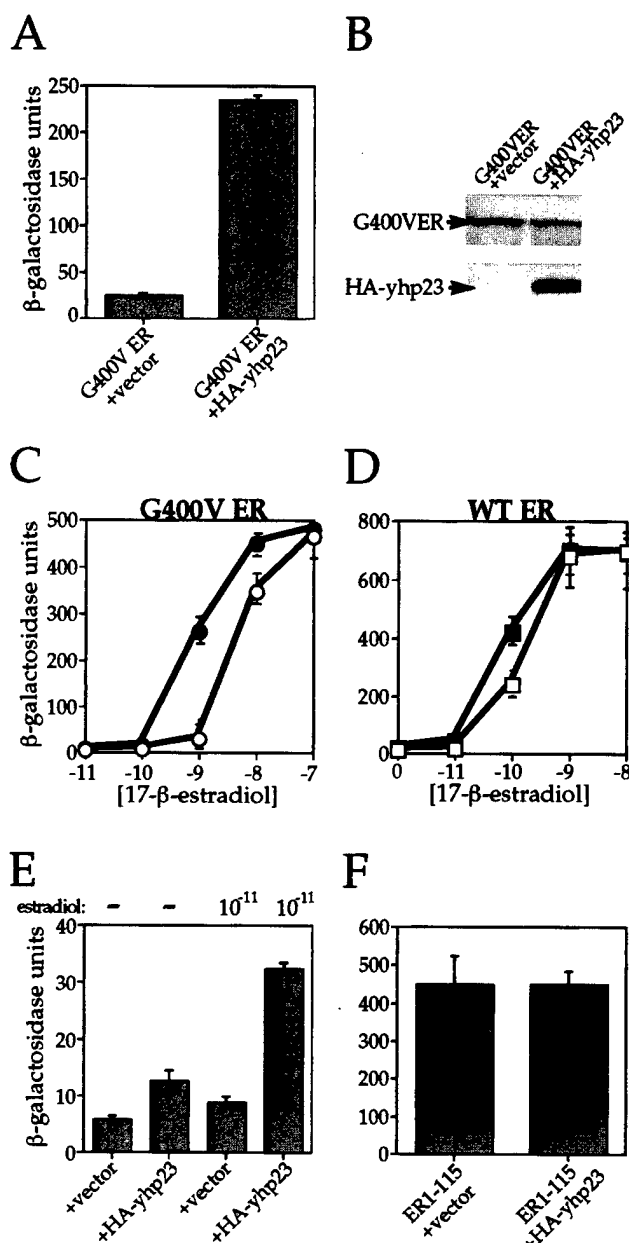 A
β-galactosidase units
250
200
150
100
50
0
G400V ER
+vector
G400V ER
+HA-yhp23
B
G400VER
+vector
G400VER
+HA-yhp23
G400VER
HA-yhp23
C
G400V ER
β-galactosidase units
500
400
300
200
100
0
-11
-10
-9
-8
-7
[17-β-estradiol]
D
WT ER
800
600
400
200
0
0
-11
-10
-9
-8
[17-β-estradiol]
E
estradiol: - - 10⁻¹¹ 10⁻¹¹
β-galactosidase units
40
30
20
10
0
+vector
+HA-yhp23
+vector
+HA-yhp23
F
600
500
400
300
200
100
0
ER1-115
+vector
ER1-115
+HA-yhp23